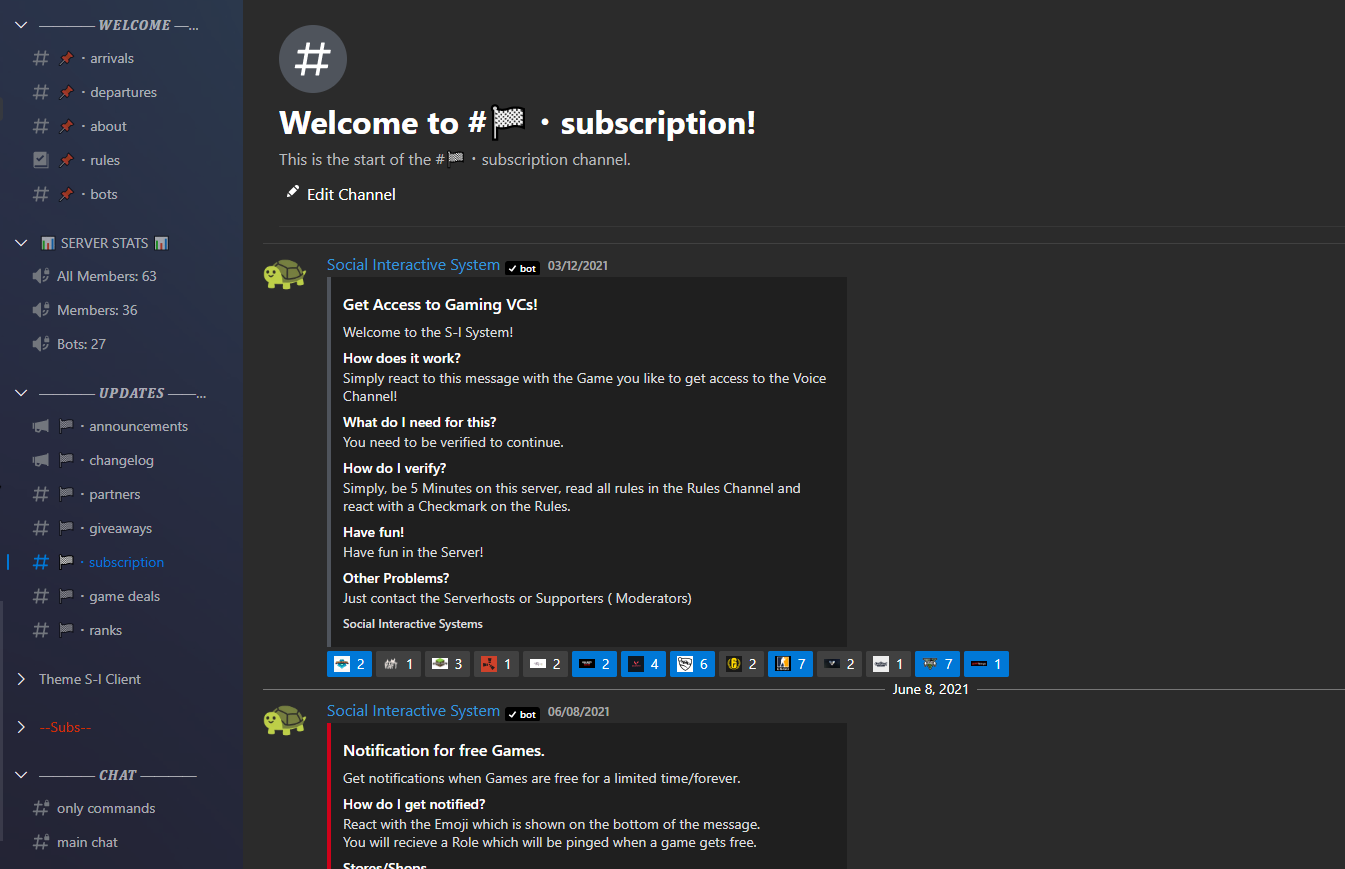 WELCOME —...
arrivals
departures
about
rules
bots
SERVER STATS
All Members: 63
Members: 36
Bots: 27
UPDATES ——...
announcements
changelog
partners
giveaways
subscription
game deals
ranks
Theme S-I Client
--Subs--
CHAT
only commands
main chat
Welcome to #🏁・subscription!
This is the start of the #🏁・subscription channel.
Edit Channel
Social Interactive System ✓ bot 03/12/2021
Get Access to Gaming VCs!
Welcome to the S-I System!
How does it work?
Simply react to this message with the Game you like to get access to the Voice
Channel!
What do I need for this?
You need to be verified to continue.
How do I verify?
Simply, be 5 Minutes on this server, read all rules in the Rules Channel and
react with a Checkmark on the Rules.
Have fun!
Have fun in the Server!
Other Problems?
Just contact the Serverhosts or Supporters ( Moderators)
Social Interactive Systems
2 1 3 1 2 2 4 6 2 7 2 1 7 1
June 8, 2021
Social Interactive System ✓ bot 06/08/2021
Notification for free Games.
Get notifications when Games are free for a limited time/forever.
How do I get notified?
React with the Emoji which is shown on the bottom of the message.
You will recieve a Role which will be pinged when a game gets free.
Stores/Shops